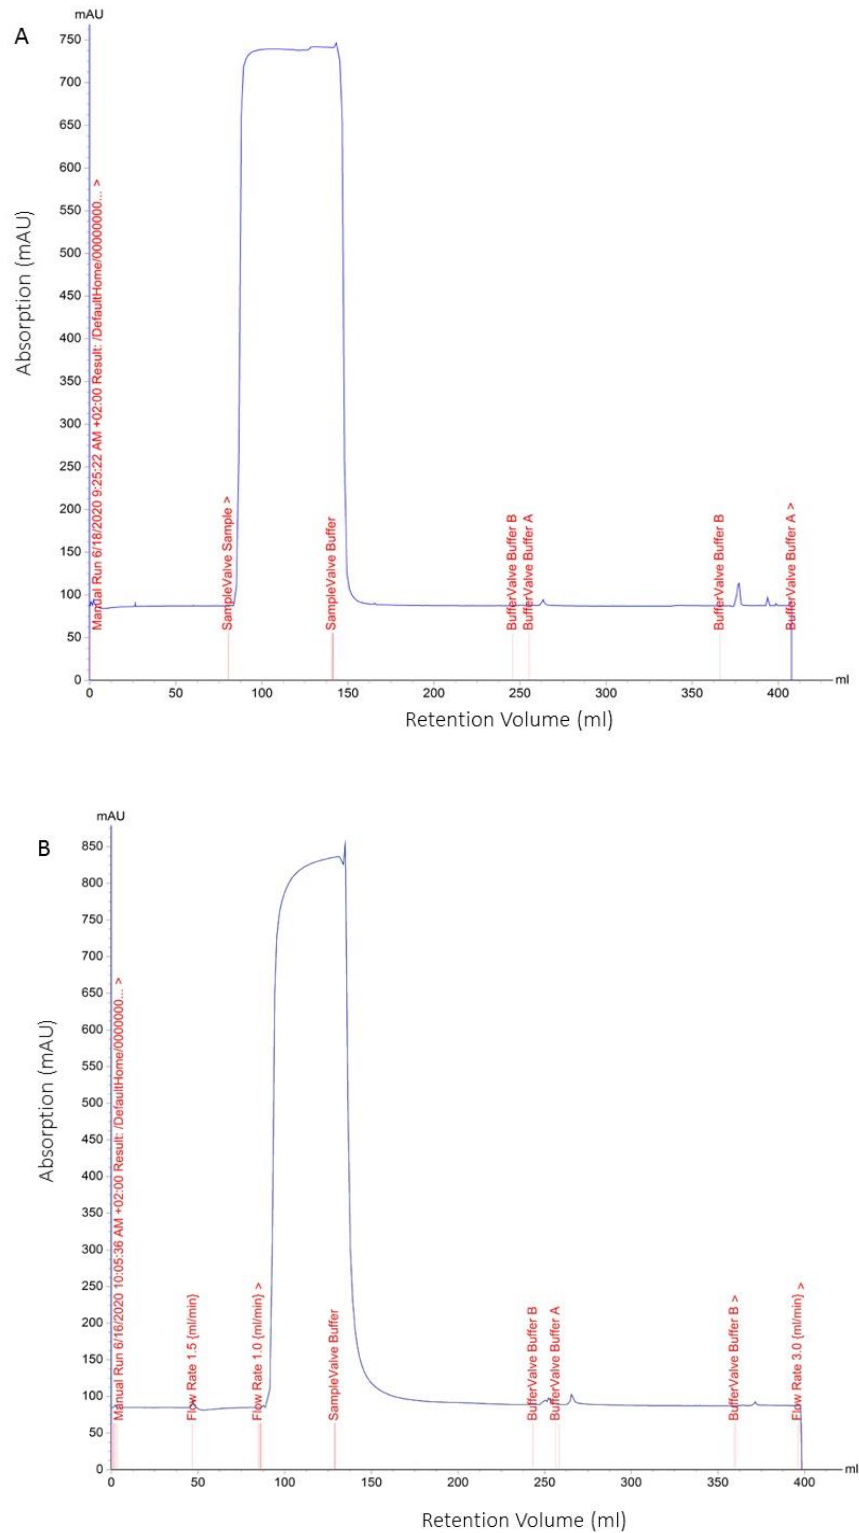 A
mAU
750
700
650
600
550
500
450
400
350
300
250
200
150
100
50
0
Absorption (mAU)
Manual Run 6/18/2020 9:25:22 AM +02:00 Result: /DefaultHome/00000000... >
SampleValve Sample >
SampleValve Buffer
BufferValve Buffer B
BufferValve Buffer A
BufferValve Buffer B
BufferValve Buffer A >
0 50 100 150 200 250 300 350 400 ml
Retention Volume (ml)
B
mAU
850
800
750
700
650
600
550
500
450
400
350
300
250
200
150
100
50
0
Absorption (mAU)
Manual Run 6/16/2020 10:05:36 AM +02:00 Result: /DefaultHome/0000000... >
Flow Rate 1.5 {ml/min}
Flow Rate 1.0 {ml/min} >
SampleValve Buffer
BufferValve Buffer B
BufferValve Buffer A
BufferValve Buffer B >
Flow Rate 3.0 {ml/min} >
0 50 100 150 200 250 300 350 400 ml
Retention Volume (ml)